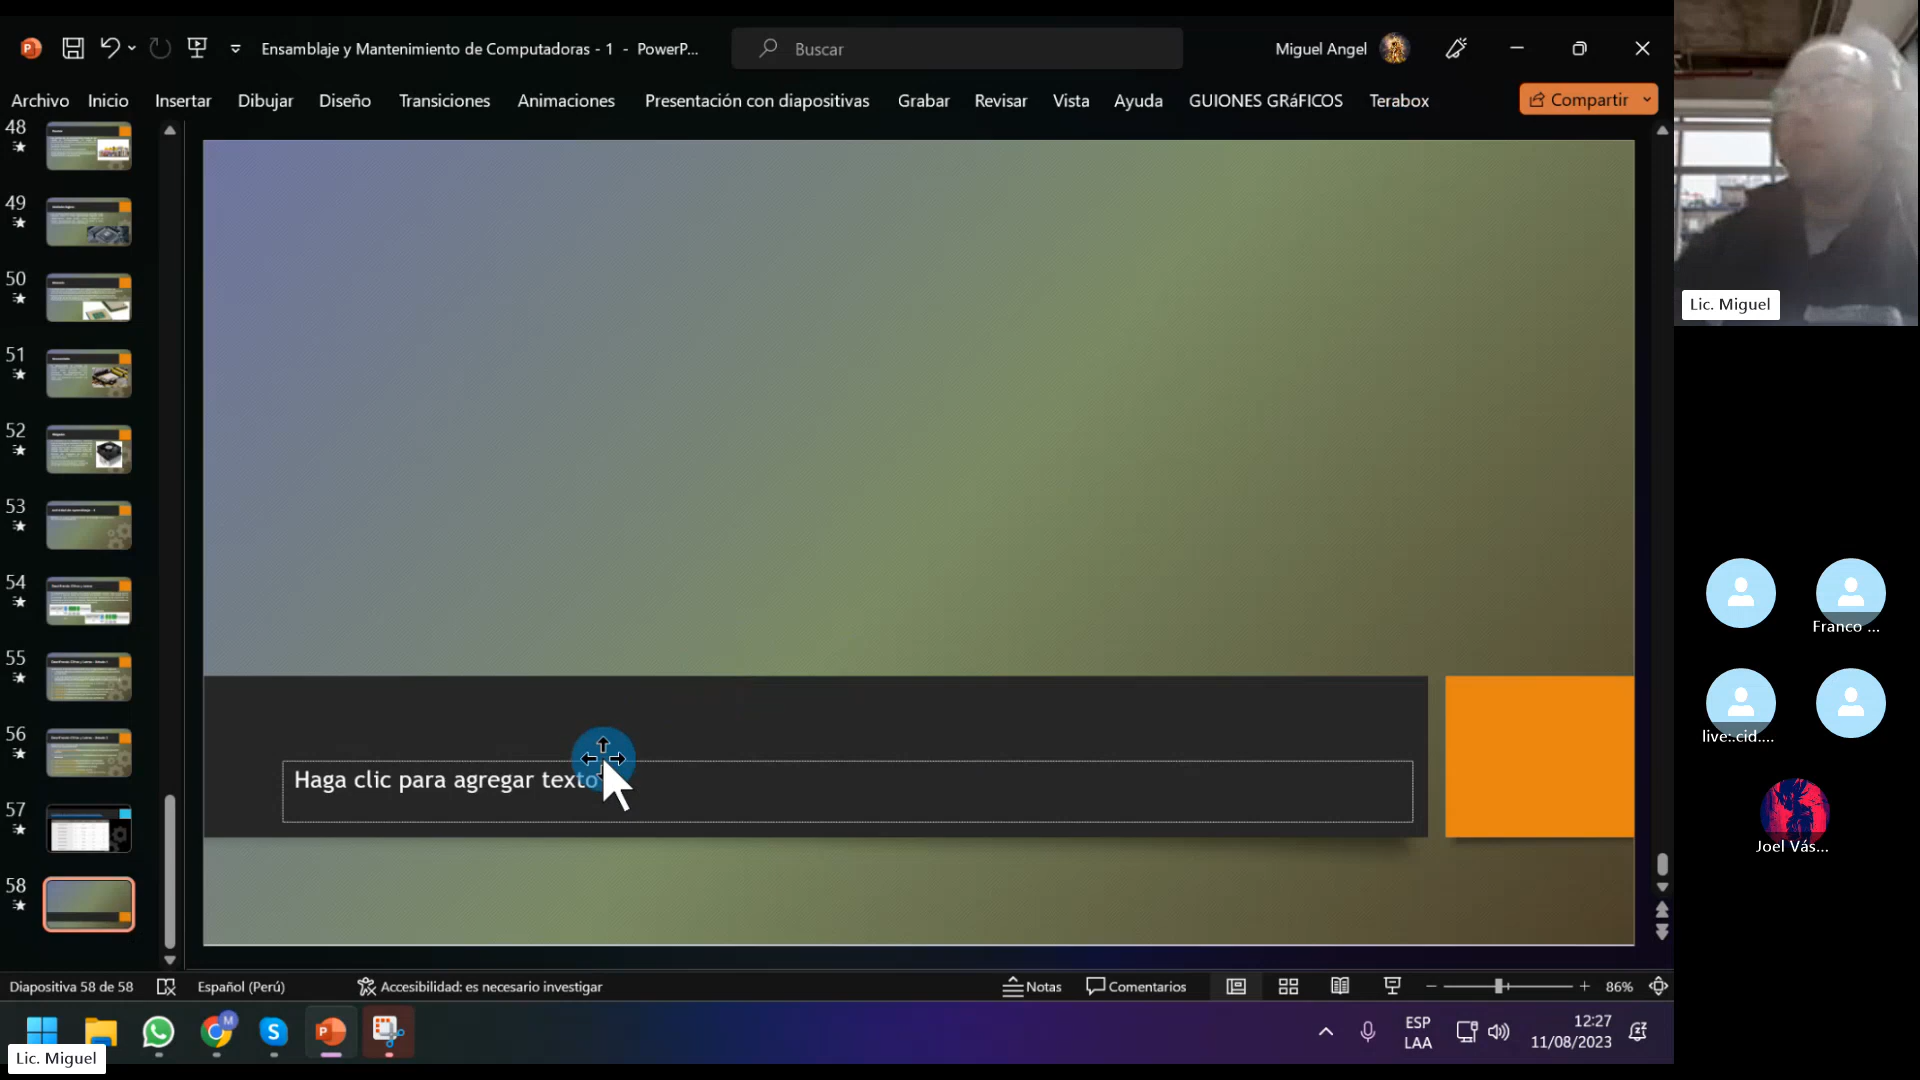 Ensamblaje y Mantenimiento de Computadoras - 1 - PowerP...
Buscar
Miguel Angel
Archivo Inicio Insertar Dibujar Diseño Transiciones Animaciones Presentación con diapositivas Grabar Revisar Vista Ayuda GUIONES GRÁFICOS Terabox
Compartir
48
49
50
51
52
53
54
55
56
57
58
Haga clic para agregar texto
Diapositiva 58 de 58
Español (Perú)
Accesibilidad: es necesario investigar
Notas
Comentarios
86%
ESP
LAA
12:27
11/08/2023
Lic. Miguel
Lic. Miguel
Franco ...
live:.cid....
Joel Vás...